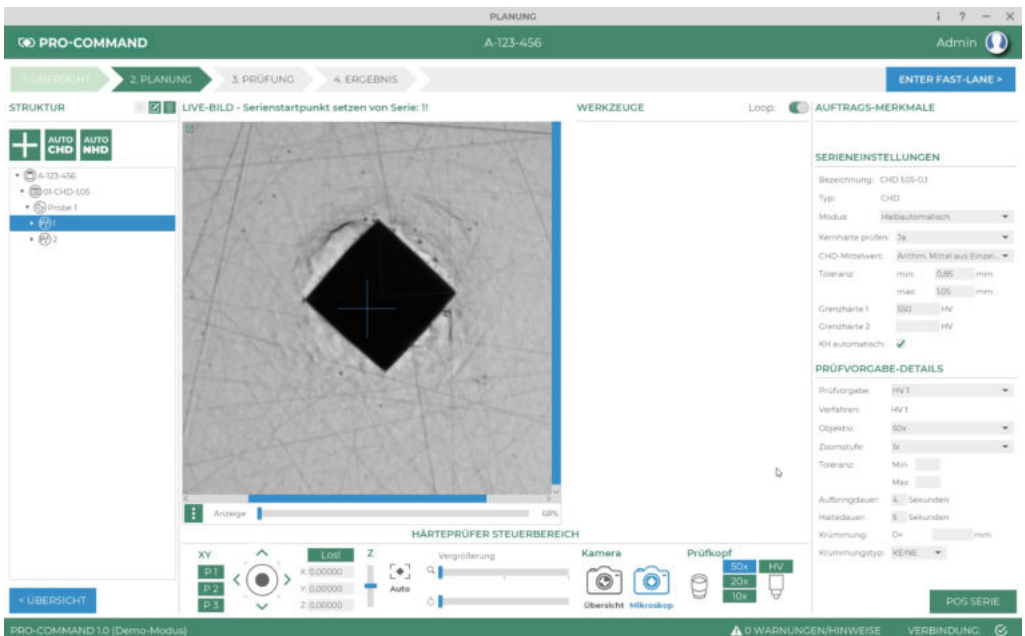 PLANUNG
i ? – X
PRO-COMMAND
A-123-456
Admin
1. ÜBERSICHT
2. PLANUNG
3. PRÜFUNG
4. ERGEBNIS
ENTER FAST-LANE >
STRUKTUR
LIVE-BILD - Serienstartpunkt setzen von Serie: 1!
WERKZEUGE
Loop:
AUFTRAGS-MERKMALE
AUTO CHD
AUTO NHD
A-123-456
01-CHD-1,05
Probe 1
1
2
SERIENEINSTELLUNGEN
Bezeichnung: CHD 1,05-0,1
Typ: CHD
Modus: Halbautomatisch
Kernhärte prüfen: Ja
CHD-Mittelwert: Arithm. Mittel aus Einzel...
Toleranz: min: 0,85 mm
max: 1,05 mm
Grenzhärte 1 550 HV
Grenzhärte 2 HV
KH automatisch:
PRÜFVORGABE-DETAILS
Prüfvorgabe: HV 1
Verfahren: HV 1
Objektiv: 50x
Zoomstufe: 1x
Toleranz: Min:
Max:
Aufbringdauer: 4 Sekunden
Haltedauer: 5 Sekunden
Krümmung: D= mm
Krümmungstyp: KEINE
Anzeige 68%
HÄRTEPRÜFER STEUERBEREICH
XY
P 1
P 2
P 3
Los!
X: 0,00000
Y: 0,00000
Z: 0,00000
Z
Auto
Vergrößerung
Kamera
Übersicht Mikroskop
Prüfkopf
50x HV
20x
10x
< ÜBERSICHT
POS SERIE
PRO-COMMAND 1.0 (Demo-Modus)
0 WARNUNGEN/HINWEISE
VERBINDUNG: